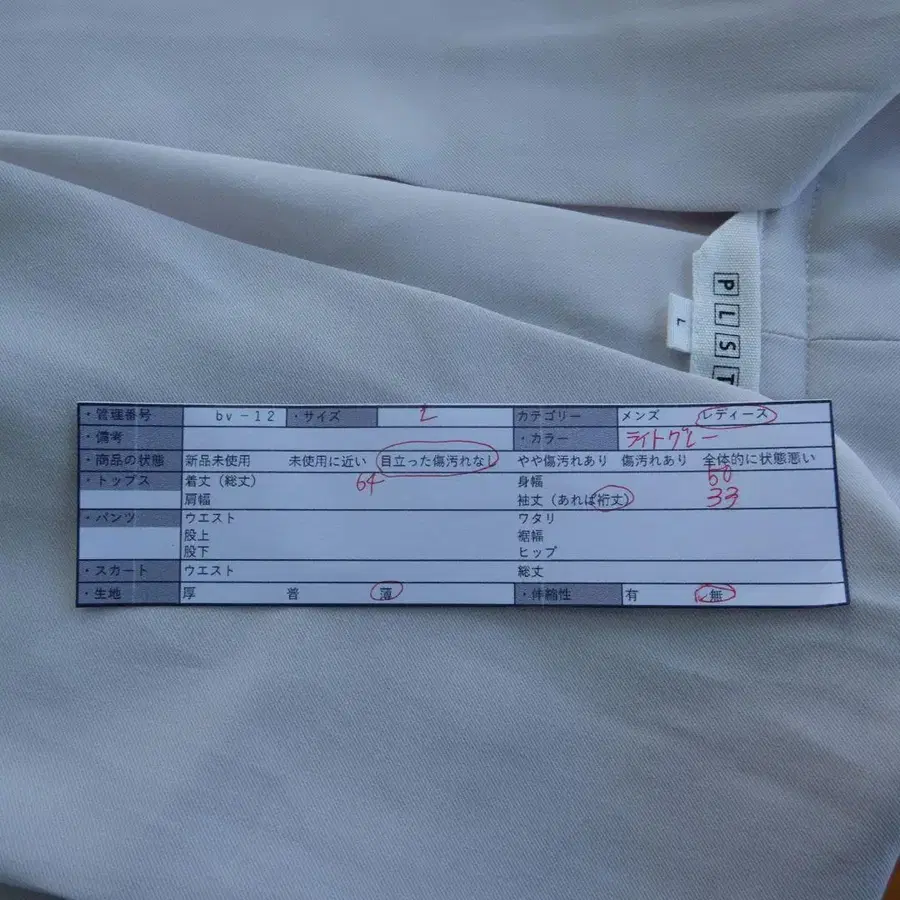 P L S T
L
・管理番号 bv-12 ・サイズ L カテゴリー メンズ レディース
・備考 ・カラー ライトグレー
・商品の状態 新品未使用 未使用に近い 目立った傷汚れなし やや傷汚れあり 傷汚れあり 全体的に状態悪い
・トップス 着丈（総丈） 64 身幅 50
肩幅 袖丈（あれば裄丈） 33
・パンツ ウエスト ワタリ
股上 裾幅
股下 ヒップ
・スカート ウエスト 総丈
・生地 厚 普 薄 ・伸縮性 有 無